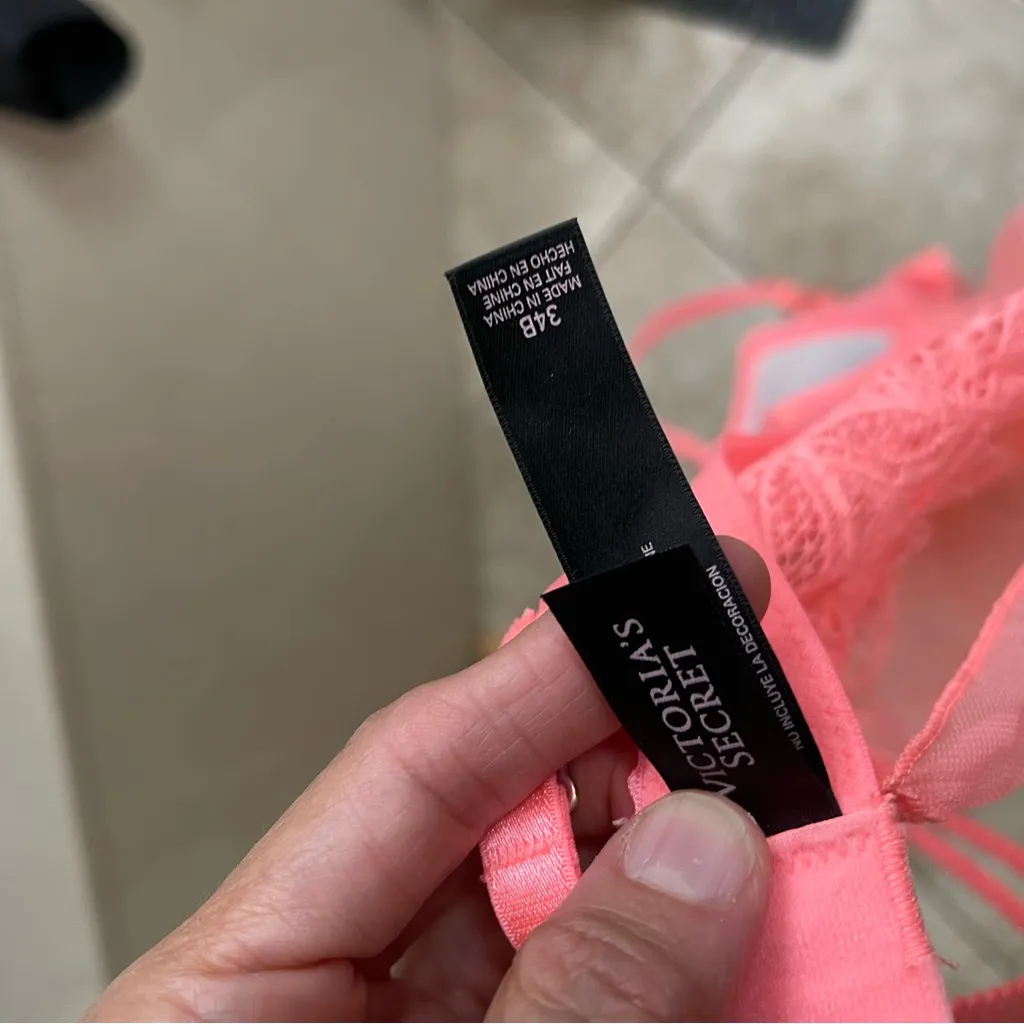 34B
MADE IN CHINA
FAIT EN CHINE
HECHO EN CHINA
VICTORIA'S
SECRET
NO INCLUYE LA DECORACION